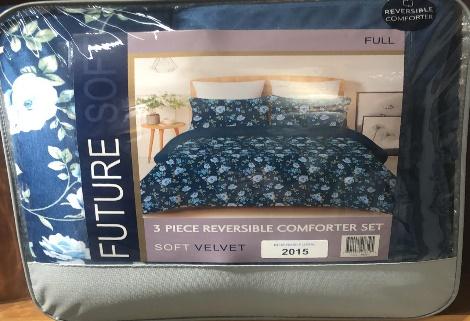 REVERSIBLE
COMFORTER
FULL
FUTURE SOFT
3 PIECE REVERSIBLE COMFORTER SET
SOFT VELVET
2015